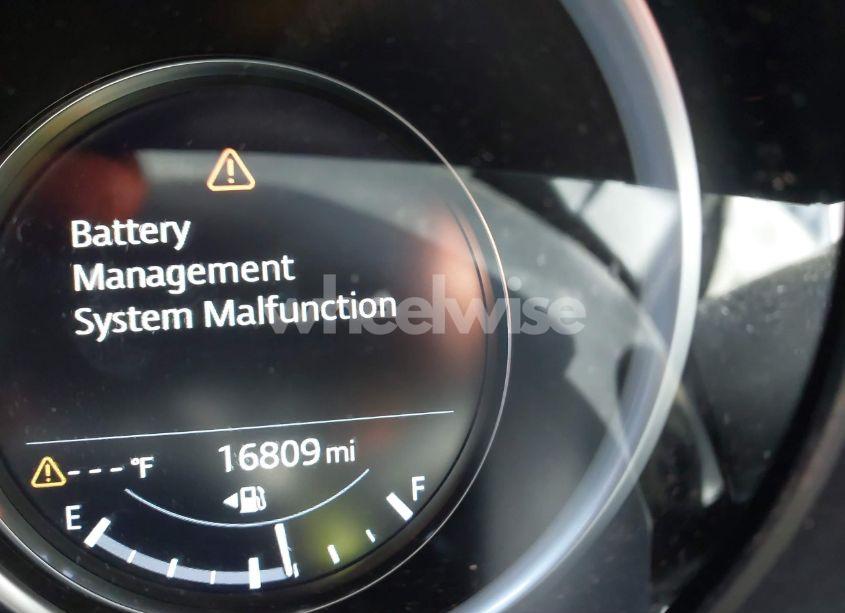 Battery
Management
System Malfunction
wheelwise
---°F
16809 mi
E
F